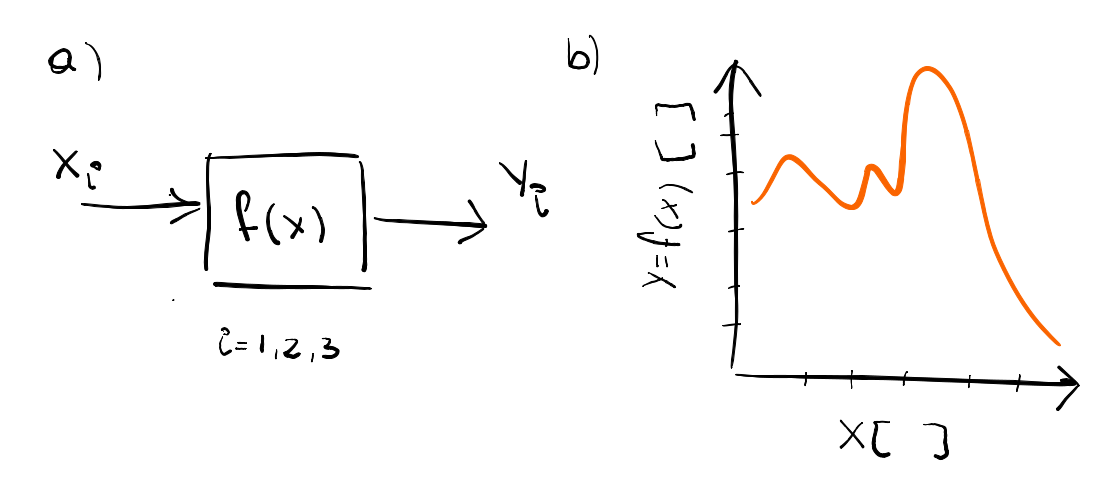 a)
Xi
f(x)
Yi
i=1,2,3
b)
y=f(x) [ ]
X[ ]